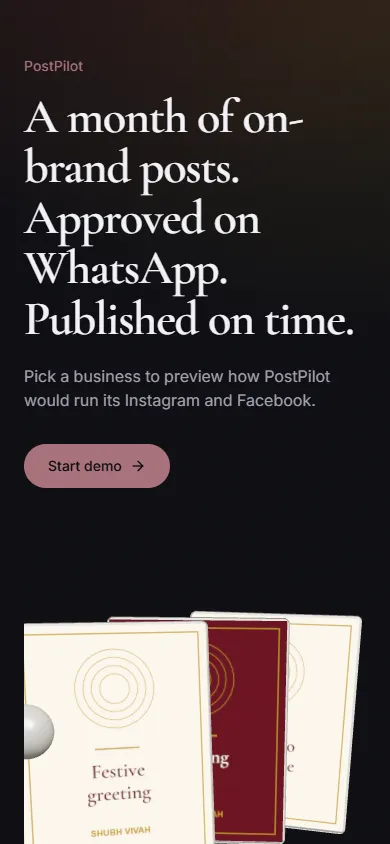 PostPilot
A month of on-
brand posts.
Approved on
WhatsApp.
Published on time.
Pick a business to preview how PostPilot
would run its Instagram and Facebook.
Start demo →
Festive
greeting
SHUBH VIVAH